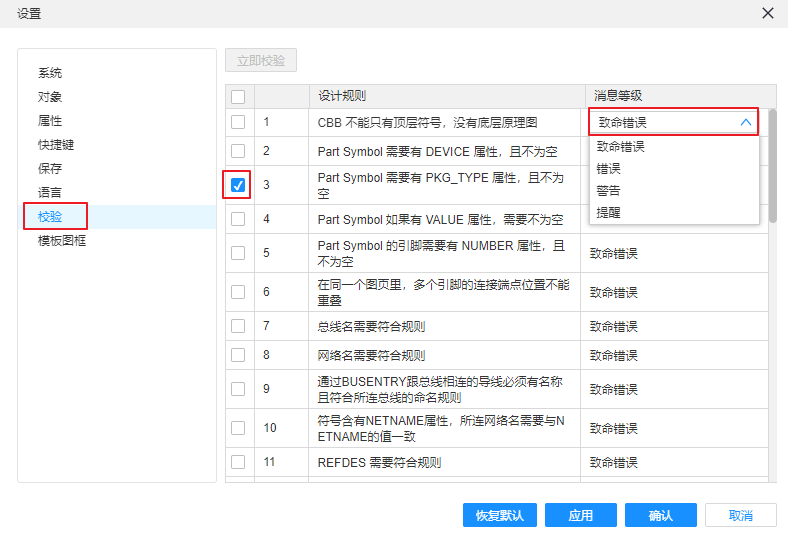 设置
系统
对象
属性
快捷键
保存
语言
校验
模板图框
立即校验
设计规则
消息等级
1
CBB 不能只有顶层符号，没有底层原理图
致命错误
致命错误
错误
警告
提醒
2
Part Symbol 需要有 DEVICE 属性，且不为空
3
Part Symbol 需要有 PKG_TYPE 属性，且不为
空
4
Part Symbol 如果有 VALUE 属性，需要不为空
5
Part Symbol 的引脚需要有 NUMBER 属性，且
不为空
致命错误
6
在同一个图页里，多个引脚的连接端点位置不能
重叠
致命错误
7
总线名需要符合规则
致命错误
8
网络名需要符合规则
致命错误
9
通过BUSENTRY跟总线相连的导线必须有名称
且符合所连总线的命名规则
致命错误
10
符号含有NETNAME属性，所连网络名需要与N
ETNAME的值一致
致命错误
11
REFDES 需要符合规则
致命错误
恢复默认
应用
确认
取消